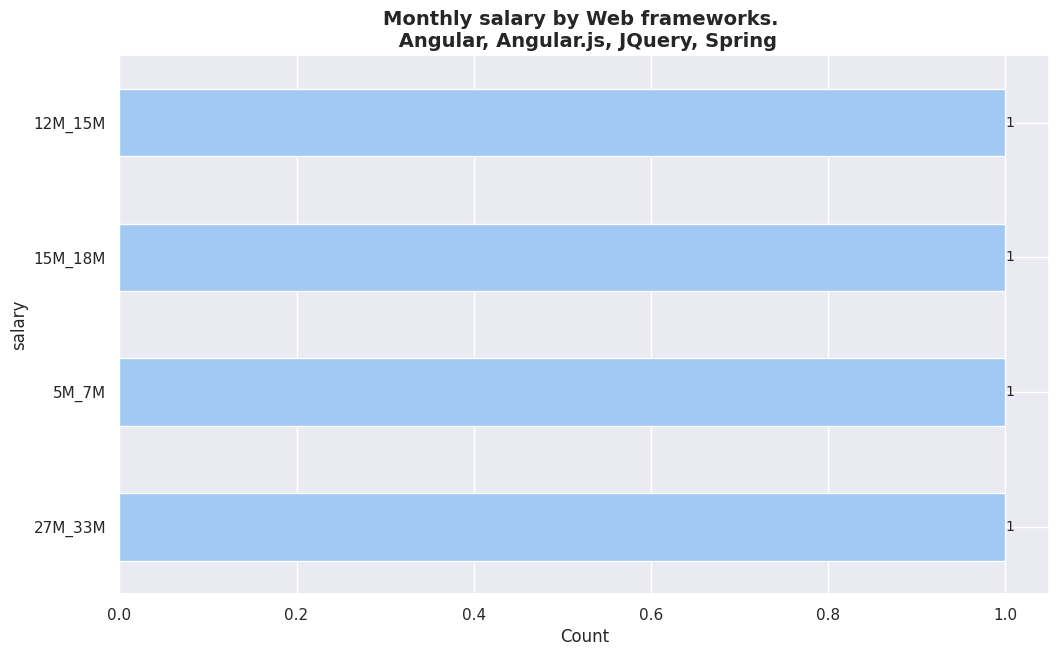 Monthly salary by Web frameworks.
Angular, Angular.js, JQuery, Spring
salary
12M_15M
1
15M_18M
1
5M_7M
1
27M_33M
1
0.0 0.2 0.4 0.6 0.8 1.0
Count